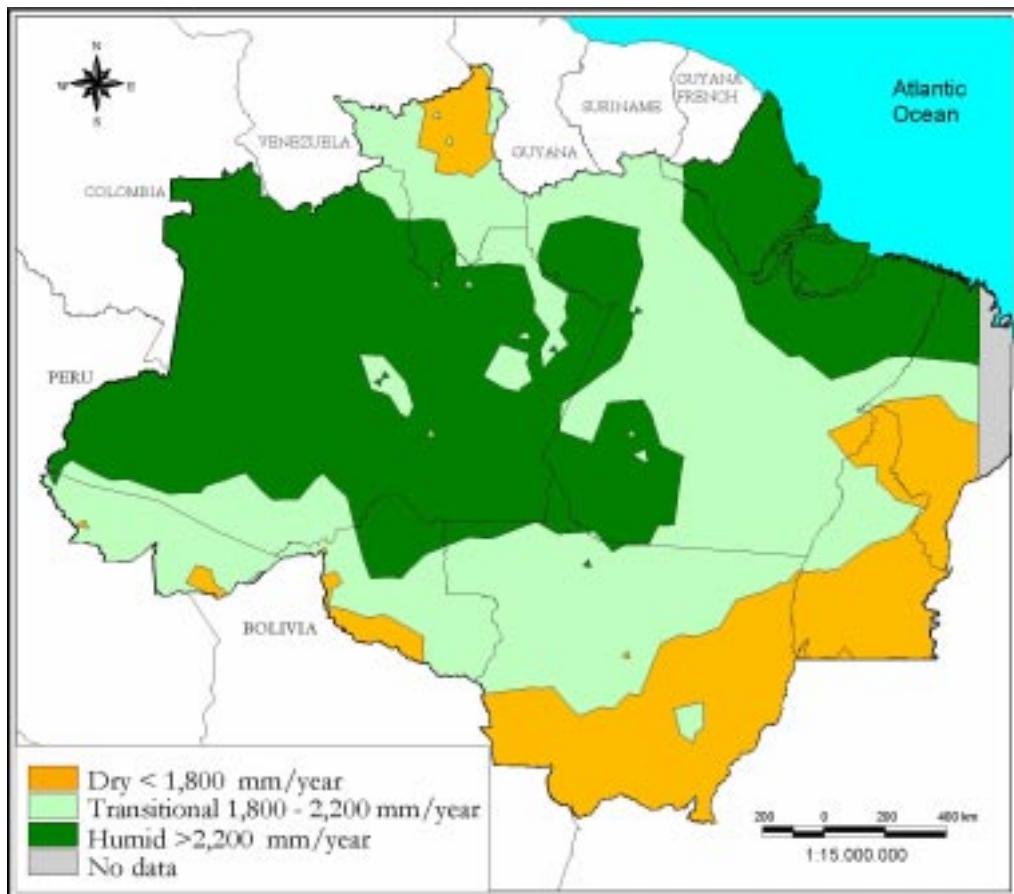 N
W E
S
Atlantic
Ocean
GUYANA
FRENCH
SURINAME
VENEZUELA
GUYANA
COLOMBIA
PERU
BOLIVIA
Dry < 1,800 mm/year
Transitional 1,800 - 2,200 mm/year
Humid >2,200 mm/year
No data
200 0 200 400 km
1:15.000.000